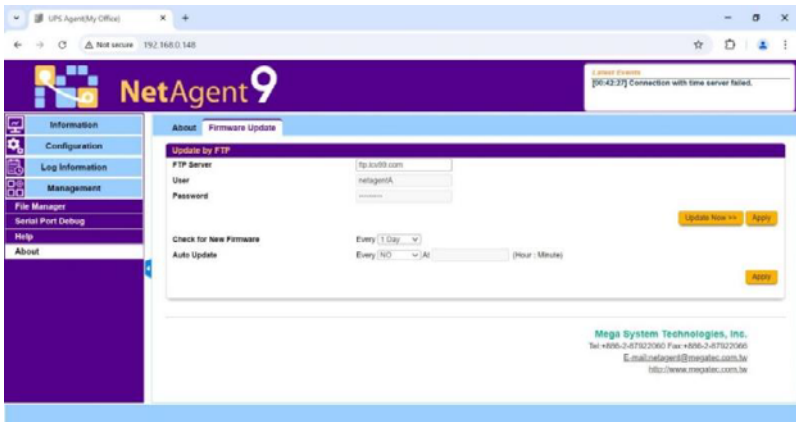 UPS Agent(My Office)
Not secure 192.168.0.148
NetAgent 9
Latest Events
[00:42:27] Connection with time server failed.
Information
Configuration
Log Information
Management
File Manager
Serial Port Debug
Help
About
About Firmware Update
Update by FTP
FTP Server ftp.icv88.com
User netagentA
Password ********
Update Now >> Apply
Check for New Firmware Every 1 Day
Auto Update Every NO At (Hour : Minute)
Apply
Mega System Technologies, Inc.
Tel:+886-2-87922060 Fax:+886-2-87922066
E-mail:netagent@megatec.com.tw
http://www.megatec.com.tw